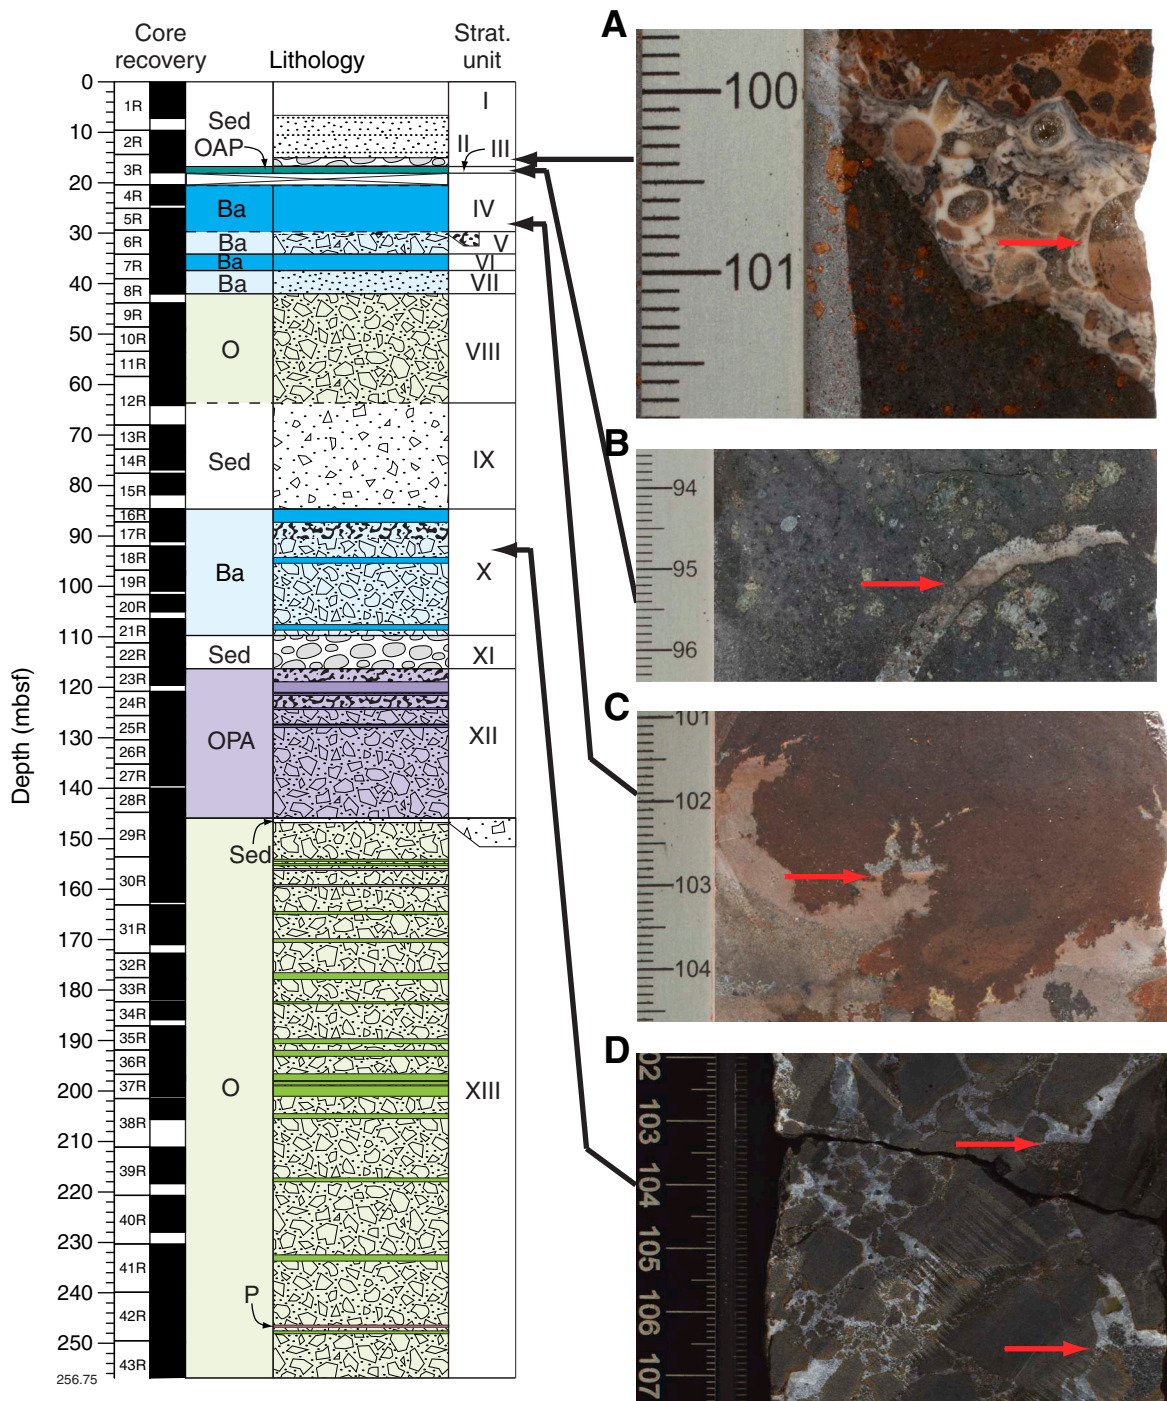 Core
recovery
Lithology
Strat.
unit
Depth (mbsf)
0
10
20
30
40
50
60
70
80
90
100
110
120
130
140
150
160
170
180
190
200
210
220
230
240
250
256.75
1R
2R
3R
4R
5R
6R
7R
8R
9R
10R
11R
12R
13R
14R
15R
16R
17R
18R
19R
20R
21R
22R
23R
24R
25R
26R
27R
28R
29R
30R
31R
32R
33R
34R
35R
36R
37R
38R
39R
40R
41R
42R
43R
Sed
OAP
Ba
Ba
Ba
Ba
O
Sed
Ba
Sed
OPA
Sed
O
P
I
II III
IV
V
VI
VII
VIII
IX
X
XI
XII
XIII
A
100
101
B
94
95
96
C
101
102
103
104
D
02
103
104
105
106
107